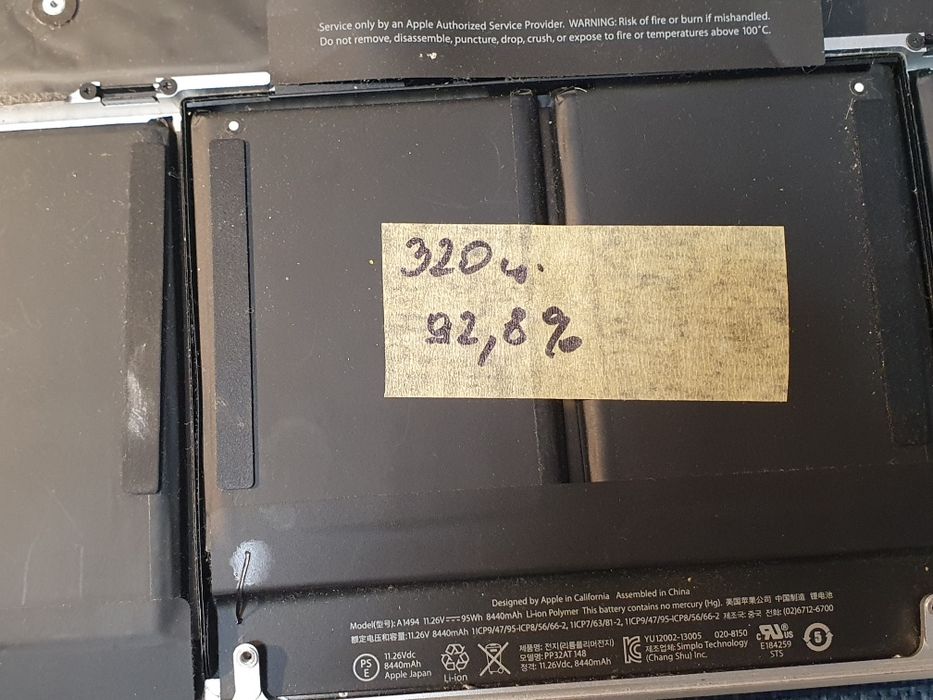 Service only by an Apple Authorized Service Provider. WARNING: Risk of fire or burn if mishandled.
Do not remove, disassemble, puncture, drop, crush, or expose to fire or temperatures above 100˚C.
320 ц.
92,8%
Designed by Apple in California Assembled in China
Model(型号): A1494 11.26V⎓95Wh 8440mAh Li-ion Polymer This battery contains no mercury (Hg). 美国苹果公司 中国制造 锂电池
额定电压和容量: 11.26V 8440mAh 1ICP9/47/95-ICP8/56/66-2, 1ICP7/63/81-2, 1ICP9/47/95-ICP8/56/66-2 제조국: 중국 전화: (02)6712-6700
PS
E
11.26Vdc
8440mAh
Apple Japan
Li-ion
제품명: 전지(리튬폴리머전지)
모델명: PP32AT148
정격: 11.26Vdc, 8440mAh
YU12002-13005 020-8150
제조업체: Simplo Technology
(Chang Shu) Inc.
c UL us
E184259
STS
5